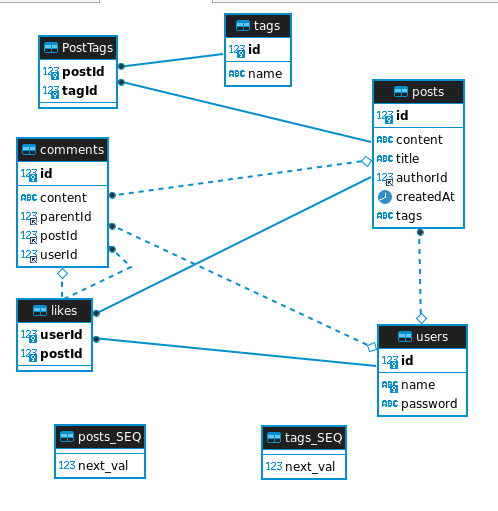 PostTags
123 postId
123 tagId
tags
123 id
ABC name
posts
123 id
ABC content
ABC title
123 authorId
createdAt
ABC tags
comments
123 id
ABC content
123 parentId
123 postId
123 userId
likes
123 userId
123 postId
users
123 id
123 name
ABC password
posts_SEQ
123 next_val
tags_SEQ
123 next_val